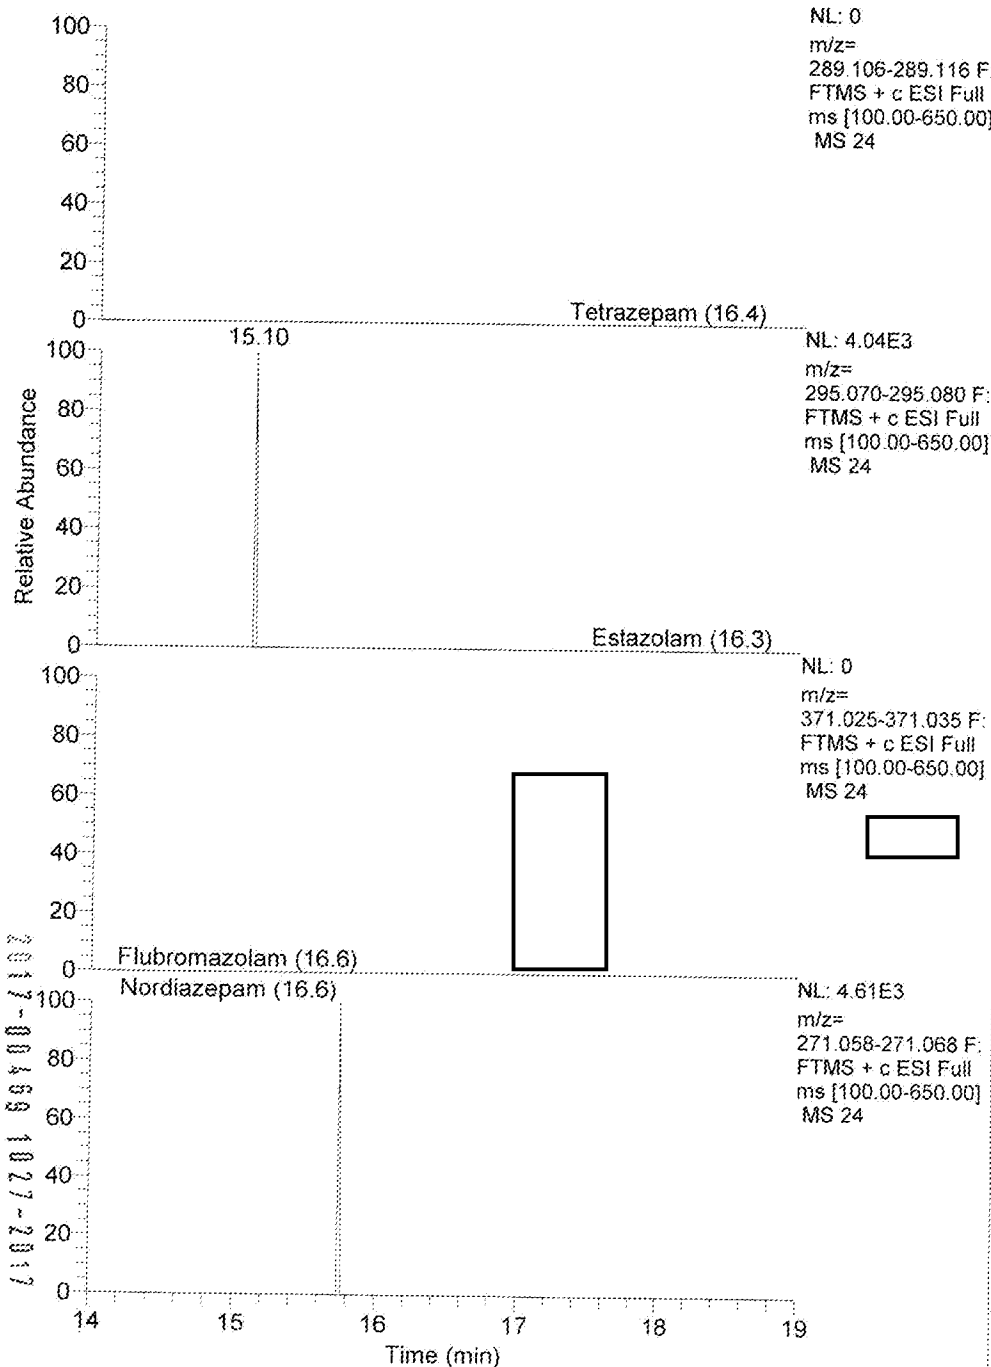 100
80
60
40
20
0
Tetrazepam (16.4)
NL: 0
m/z=
289.106-289.116 F:
FTMS + c ESI Full
ms [100.00-650.00]
MS 24
15.10
100
80
60
40
20
0
Estazolam (16.3)
NL: 4.04E3
m/z=
295.070-295.080 F:
FTMS + c ESI Full
ms [100.00-650.00]
MS 24
Relative Abundance
100
80
60
40
20
0
Flubromazolam (16.6)
NL: 0
m/z=
371.025-371.035 F:
FTMS + c ESI Full
ms [100.00-650.00]
MS 24
Nordiazepam (16.6)
100
80
60
40
20
0
NL: 4.61E3
m/z=
271.058-271.068 F:
FTMS + c ESI Full
ms [100.00-650.00]
MS 24
14 15 16 17 18 19
Time (min)